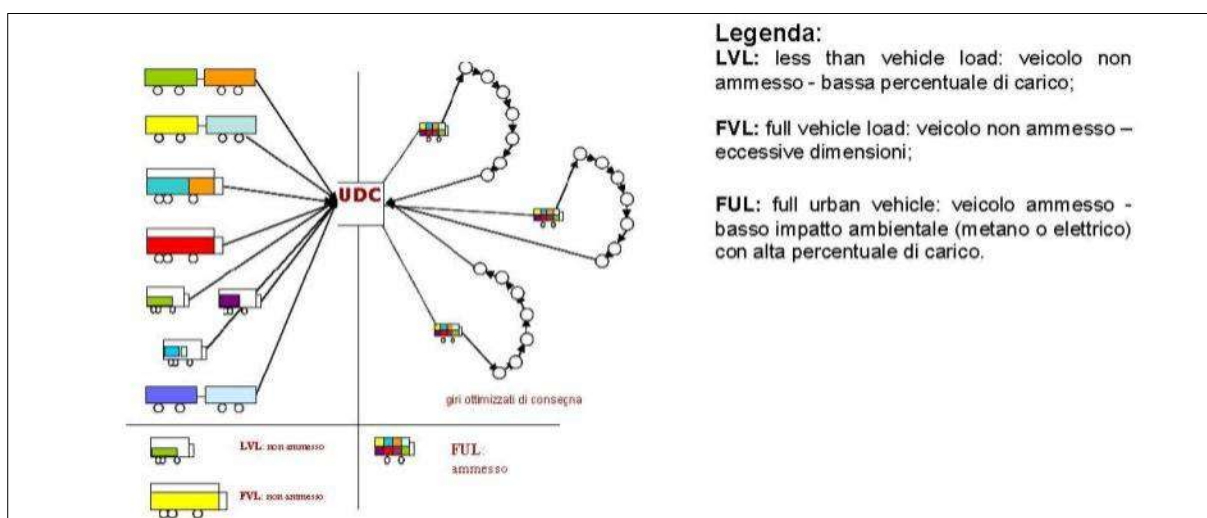 UDC
giri ottimizzati di consegna
LVL: non ammesso
FVL: non ammesso
FUL:
ammesso
Legenda:
LVL: less than vehicle load: veicolo non
ammesso - bassa percentuale di carico;
FVL: full vehicle load: veicolo non ammesso –
eccessive dimensioni;
FUL: full urban vehicle: veicolo ammesso -
basso impatto ambientale (metano o elettrico)
con alta percentuale di carico.